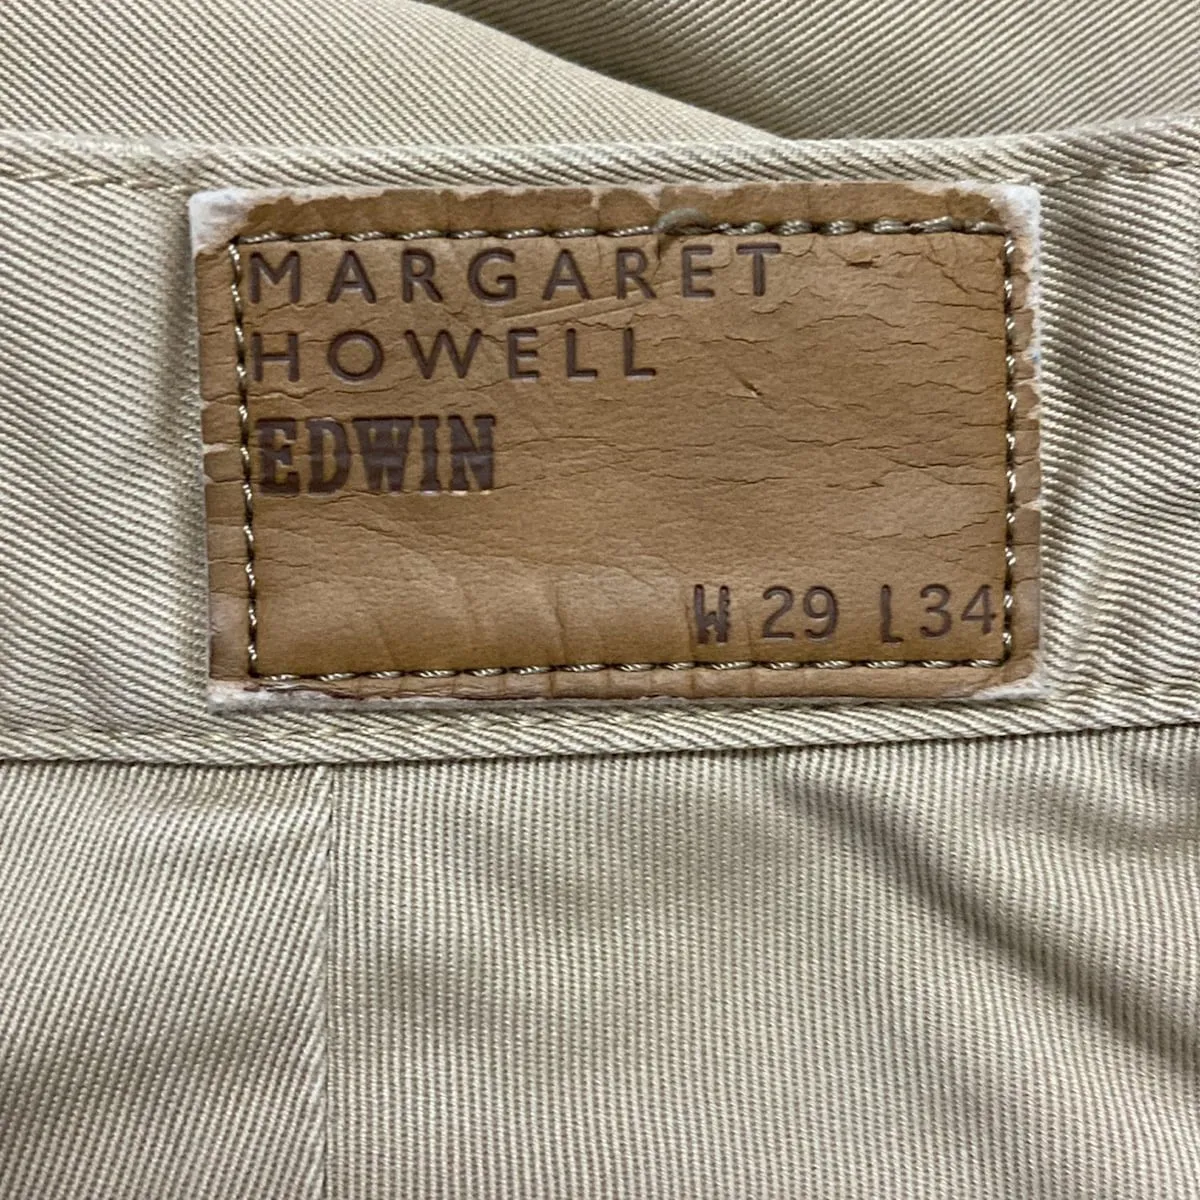 MARGARET
HOWELL
EDWIN
W 29 L34